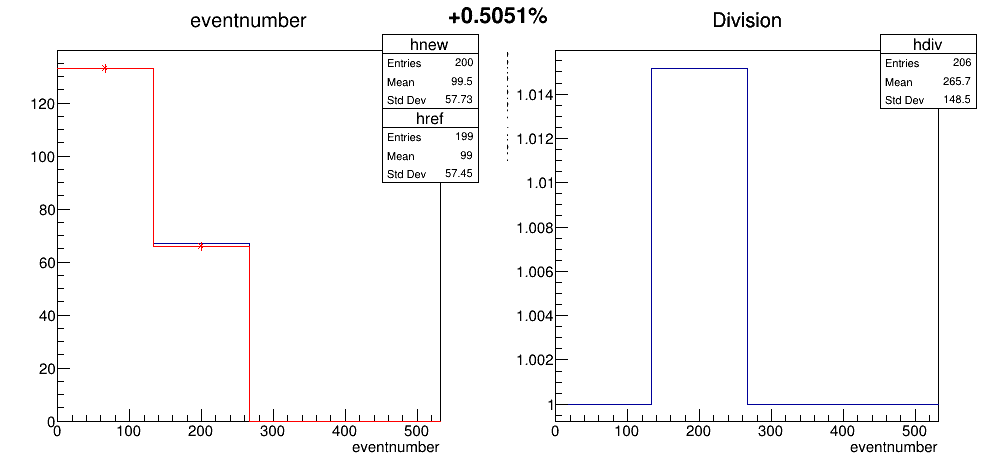 +0.5051%
eventnumber
hnew
Entries 200
Mean 99.5
Std Dev 57.73
href
Entries 199
Mean 99
Std Dev 57.45
120
100
80
60
40
20
0
0 100 200 300 400 500
eventnumber
Division
hdiv
Entries 206
Mean 265.7
Std Dev 148.5
1.014
1.012
1.01
1.008
1.006
1.004
1.002
1
0 100 200 300 400 500
eventnumber